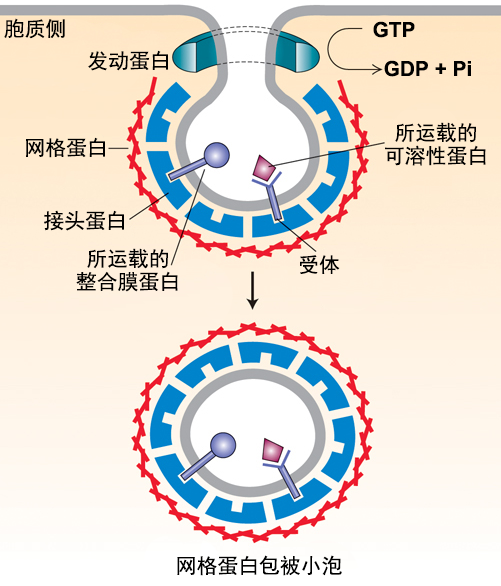 胞质侧
GTP
发动蛋白
GDP + Pi
网格蛋白
所运载的
可溶性蛋白
接头蛋白
所运载的
整合膜蛋白
受体
网格蛋白包被小泡